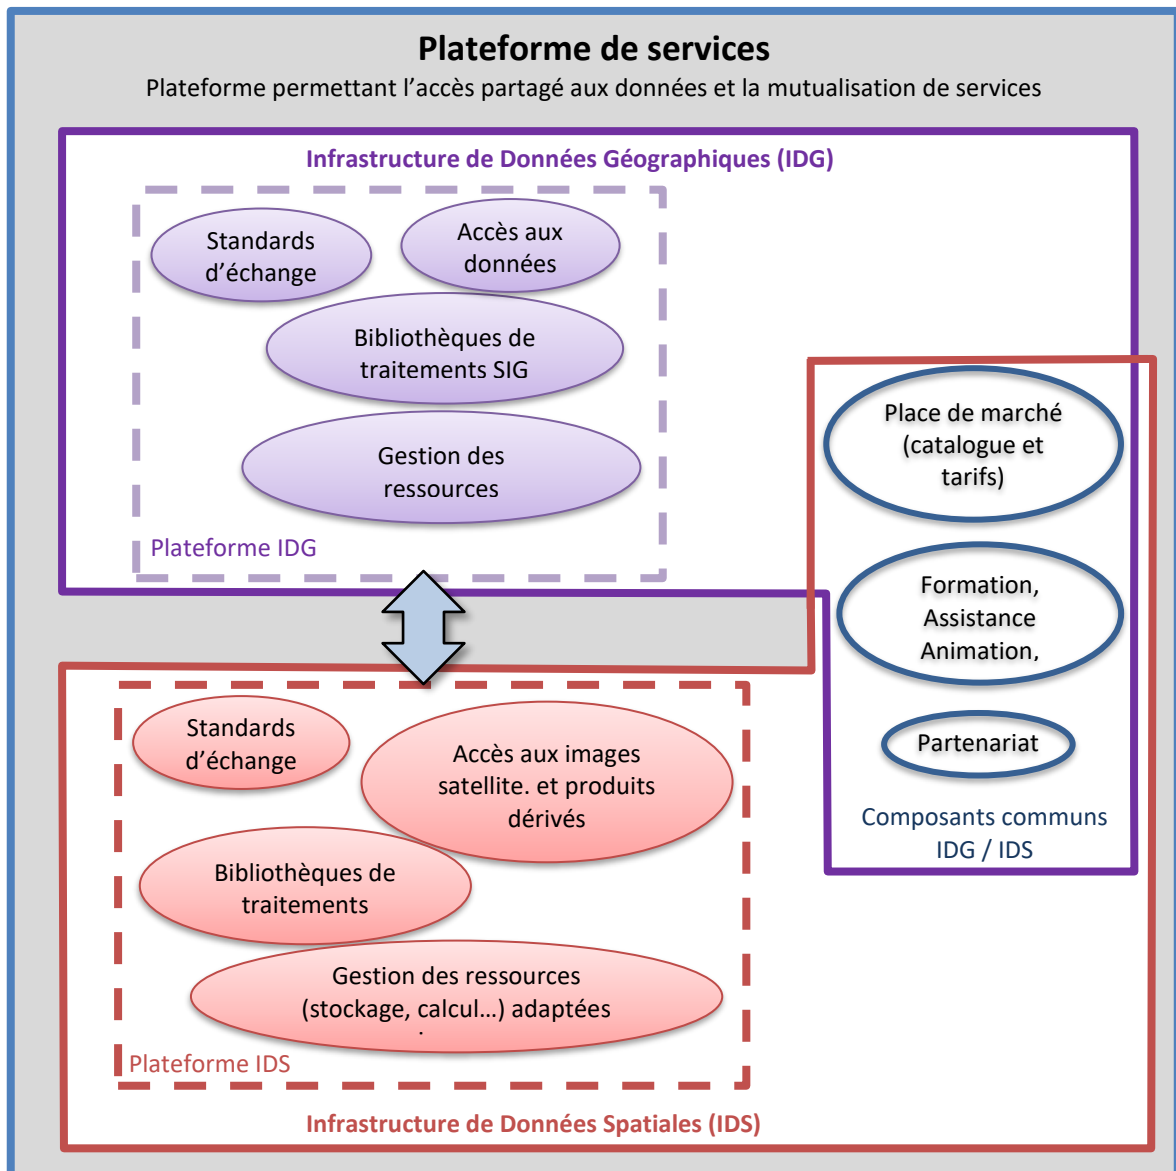 Plateforme de services
Plateforme permettant l’accès partagé aux données et la mutualisation de services
Infrastructure de Données Géographiques (IDG)
Standards
d’échange
Accès aux
données
Bibliothèques de
traitements SIG
Gestion des
ressources
Plateforme IDG
Place de marché
(catalogue et
tarifs)
Formation,
Assistance
Animation,
Partenariat
Composants communs
IDG / IDS
Standards
d’échange
Accès aux images
satellite. et produits
dérivés
Bibliothèques de
traitements
Gestion des ressources
(stockage, calcul…) adaptées
Plateforme IDS
Infrastructure de Données Spatiales (IDS)